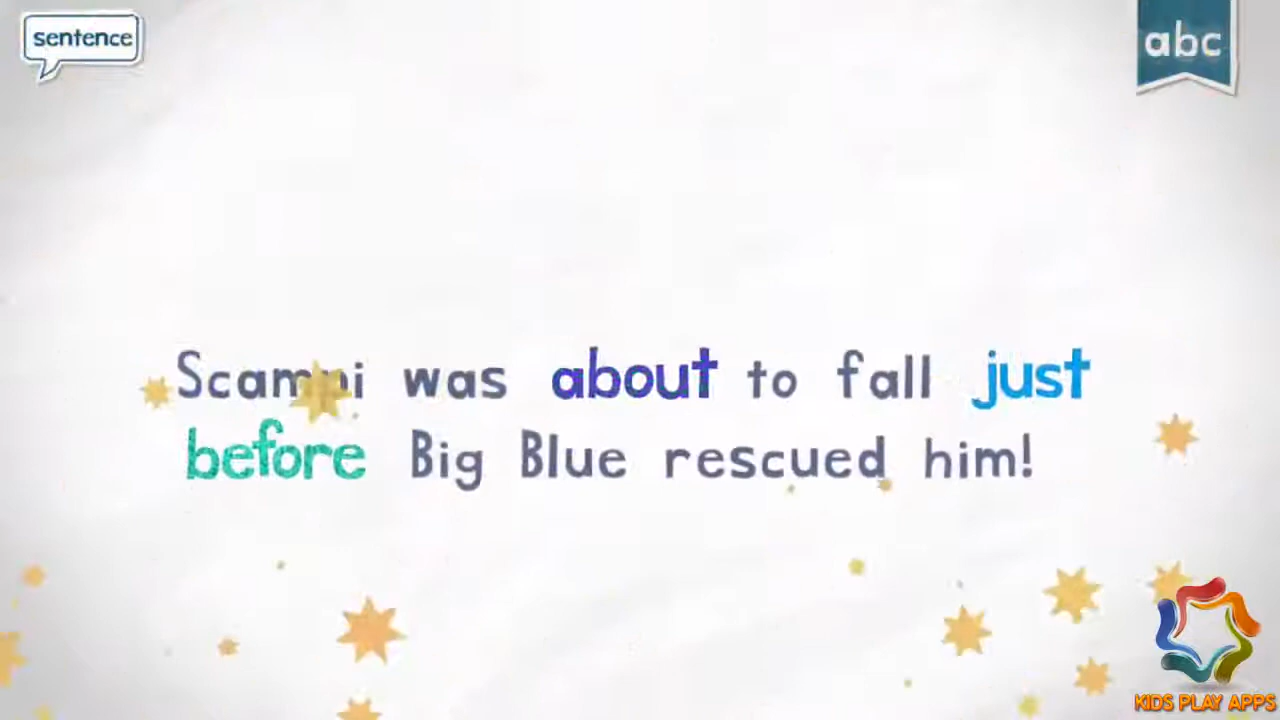 sentence
abc
Scampi was about to fall just
before Big Blue rescued him!
KIDS PLAY APPS